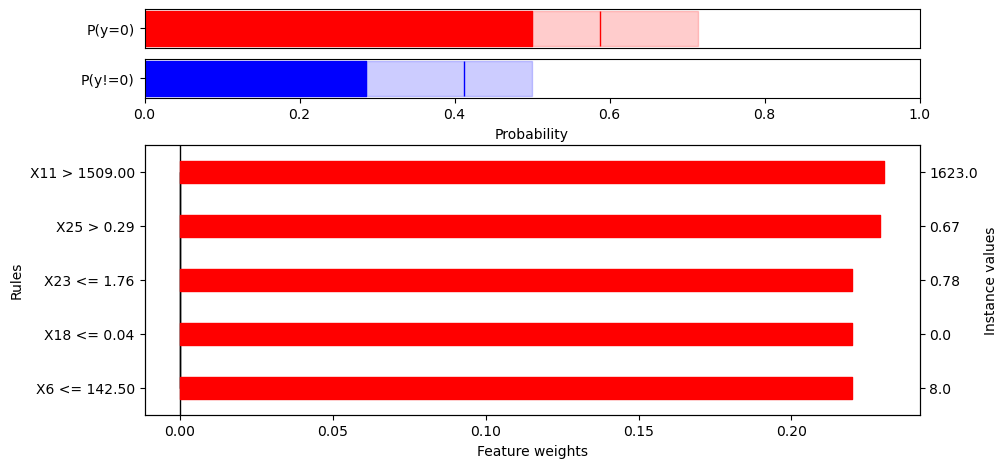 P(y=0)
P(y!=0)
0.0 0.2 0.4 0.6 0.8 1.0
Probability
X11 > 1509.00 1623.0
X25 > 0.29 0.67
X23 <= 1.76 0.78
X18 <= 0.04 0.0
X6 <= 142.50 8.0
Rules
Instance values
0.00 0.05 0.10 0.15 0.20
Feature weights